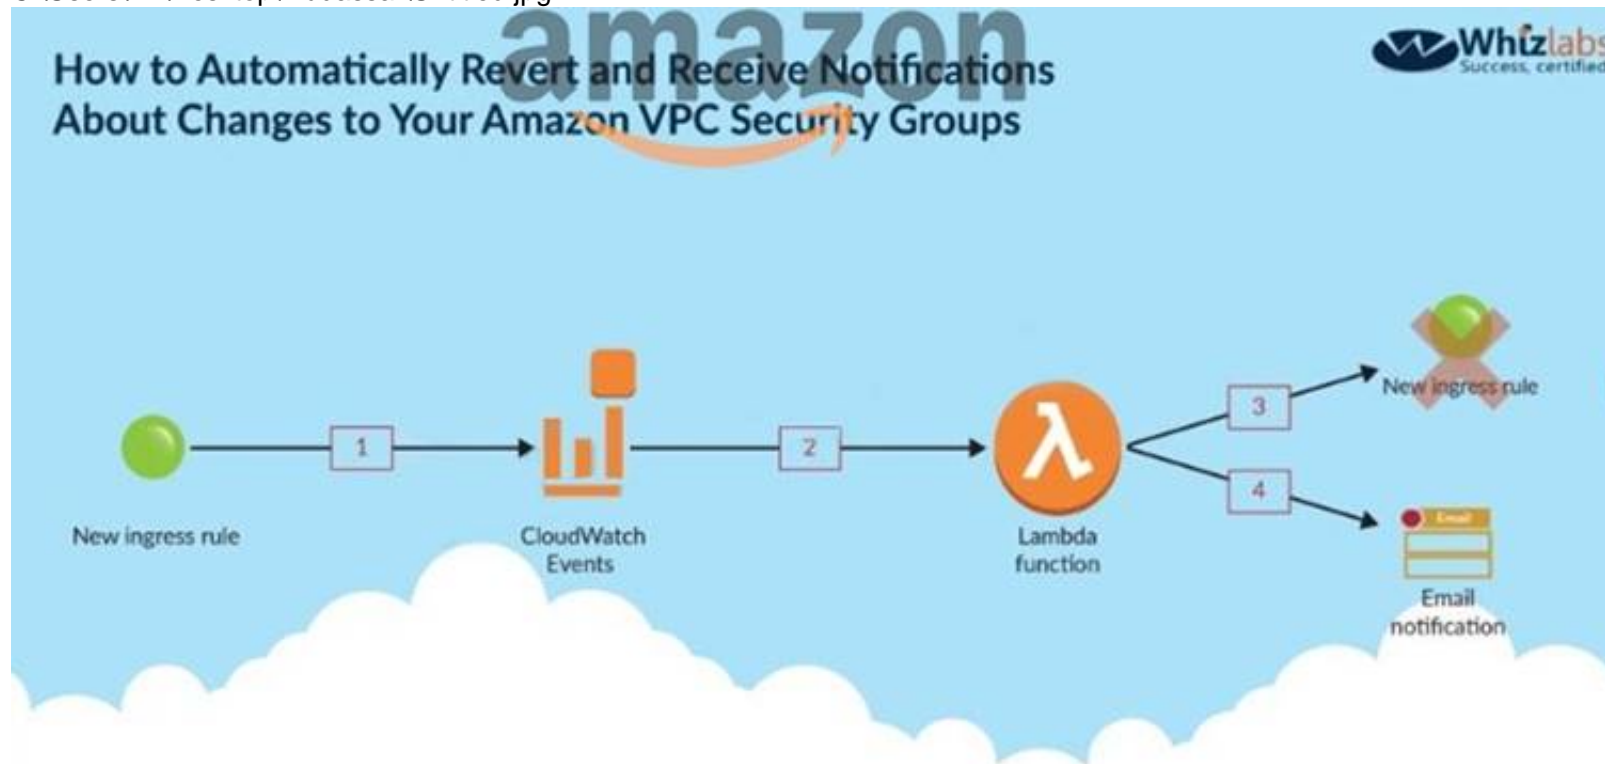 amazon
How to Automatically Revert and Receive Notifications
About Changes to Your Amazon VPC Security Groups
Whizlabs
Success, certified
1
2
3
4
New ingress rule
CloudWatch
Events
Lambda
function
New ingress rule
Email
Email
notification